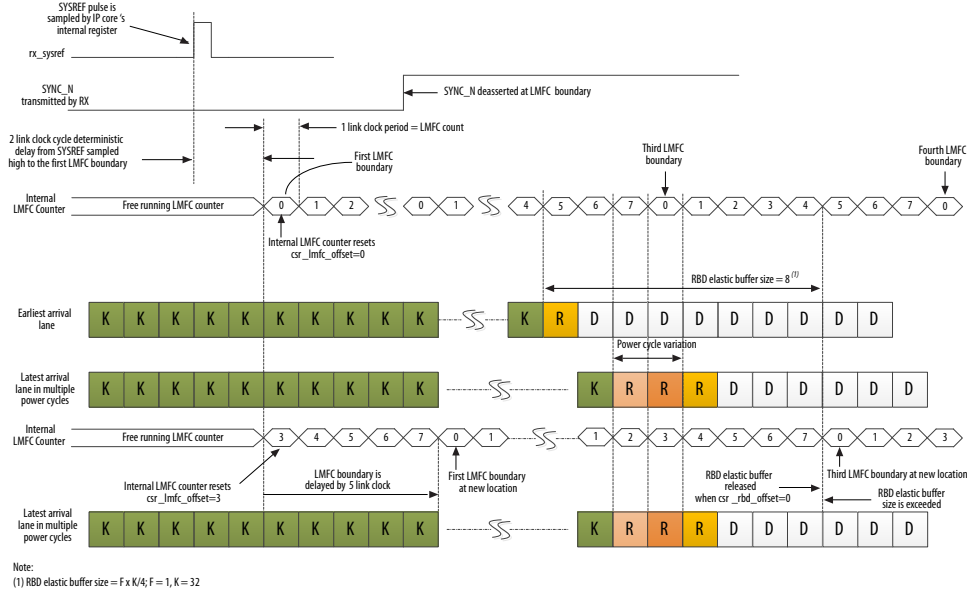 SYSREF pulse is
sampled by IP core 's
internal register
rx_sysref
SYNC_N
transmitted by RX
SYNC_N deasserted at LMFC boundary
1 link clock period = LMFC count
2 link clock cycle deterministic
delay from SYSREF sampled
high to the first LMFC boundary
First LMFC
boundary
Third LMFC
boundary
Fourth LMFC
boundary
Internal
LMFC Counter
Free running LMFC counter
0 1 2 0 1 4 5 6 7 0 1 2 3 4 5 6 7 0
Internal LMFC counter resets
csr_lmfc_offset=0
RBD elastic buffer size = 8 (1)
Earliest arrival
lane
K K K K K K K K K K K R D D D D D D D D D
Power cycle variation
Latest arrival
lane in multiple
power cycles
K K K K K K K K K K K R R R D D D D D D
Internal
LMFC Counter
Free running LMFC counter
3 4 5 6 7 0 1 1 2 3 4 5 6 7 0 1 2 3
Internal LMFC counter resets
csr_lmfc_offset=3
LMFC boundary is
delayed by 5 link clock
First LMFC boundary
at new location
RBD elastic buffer
released
when csr _rbd_offset=0
Third LMFC boundary at new location
RBD elastic buffer
size is exceeded
Latest arrival
lane in multiple
power cycles
K K K K K K K K K K K R R R D D D D D D
Note:
(1) RBD elastic buffer size = F x K/4; F = 1, K = 32